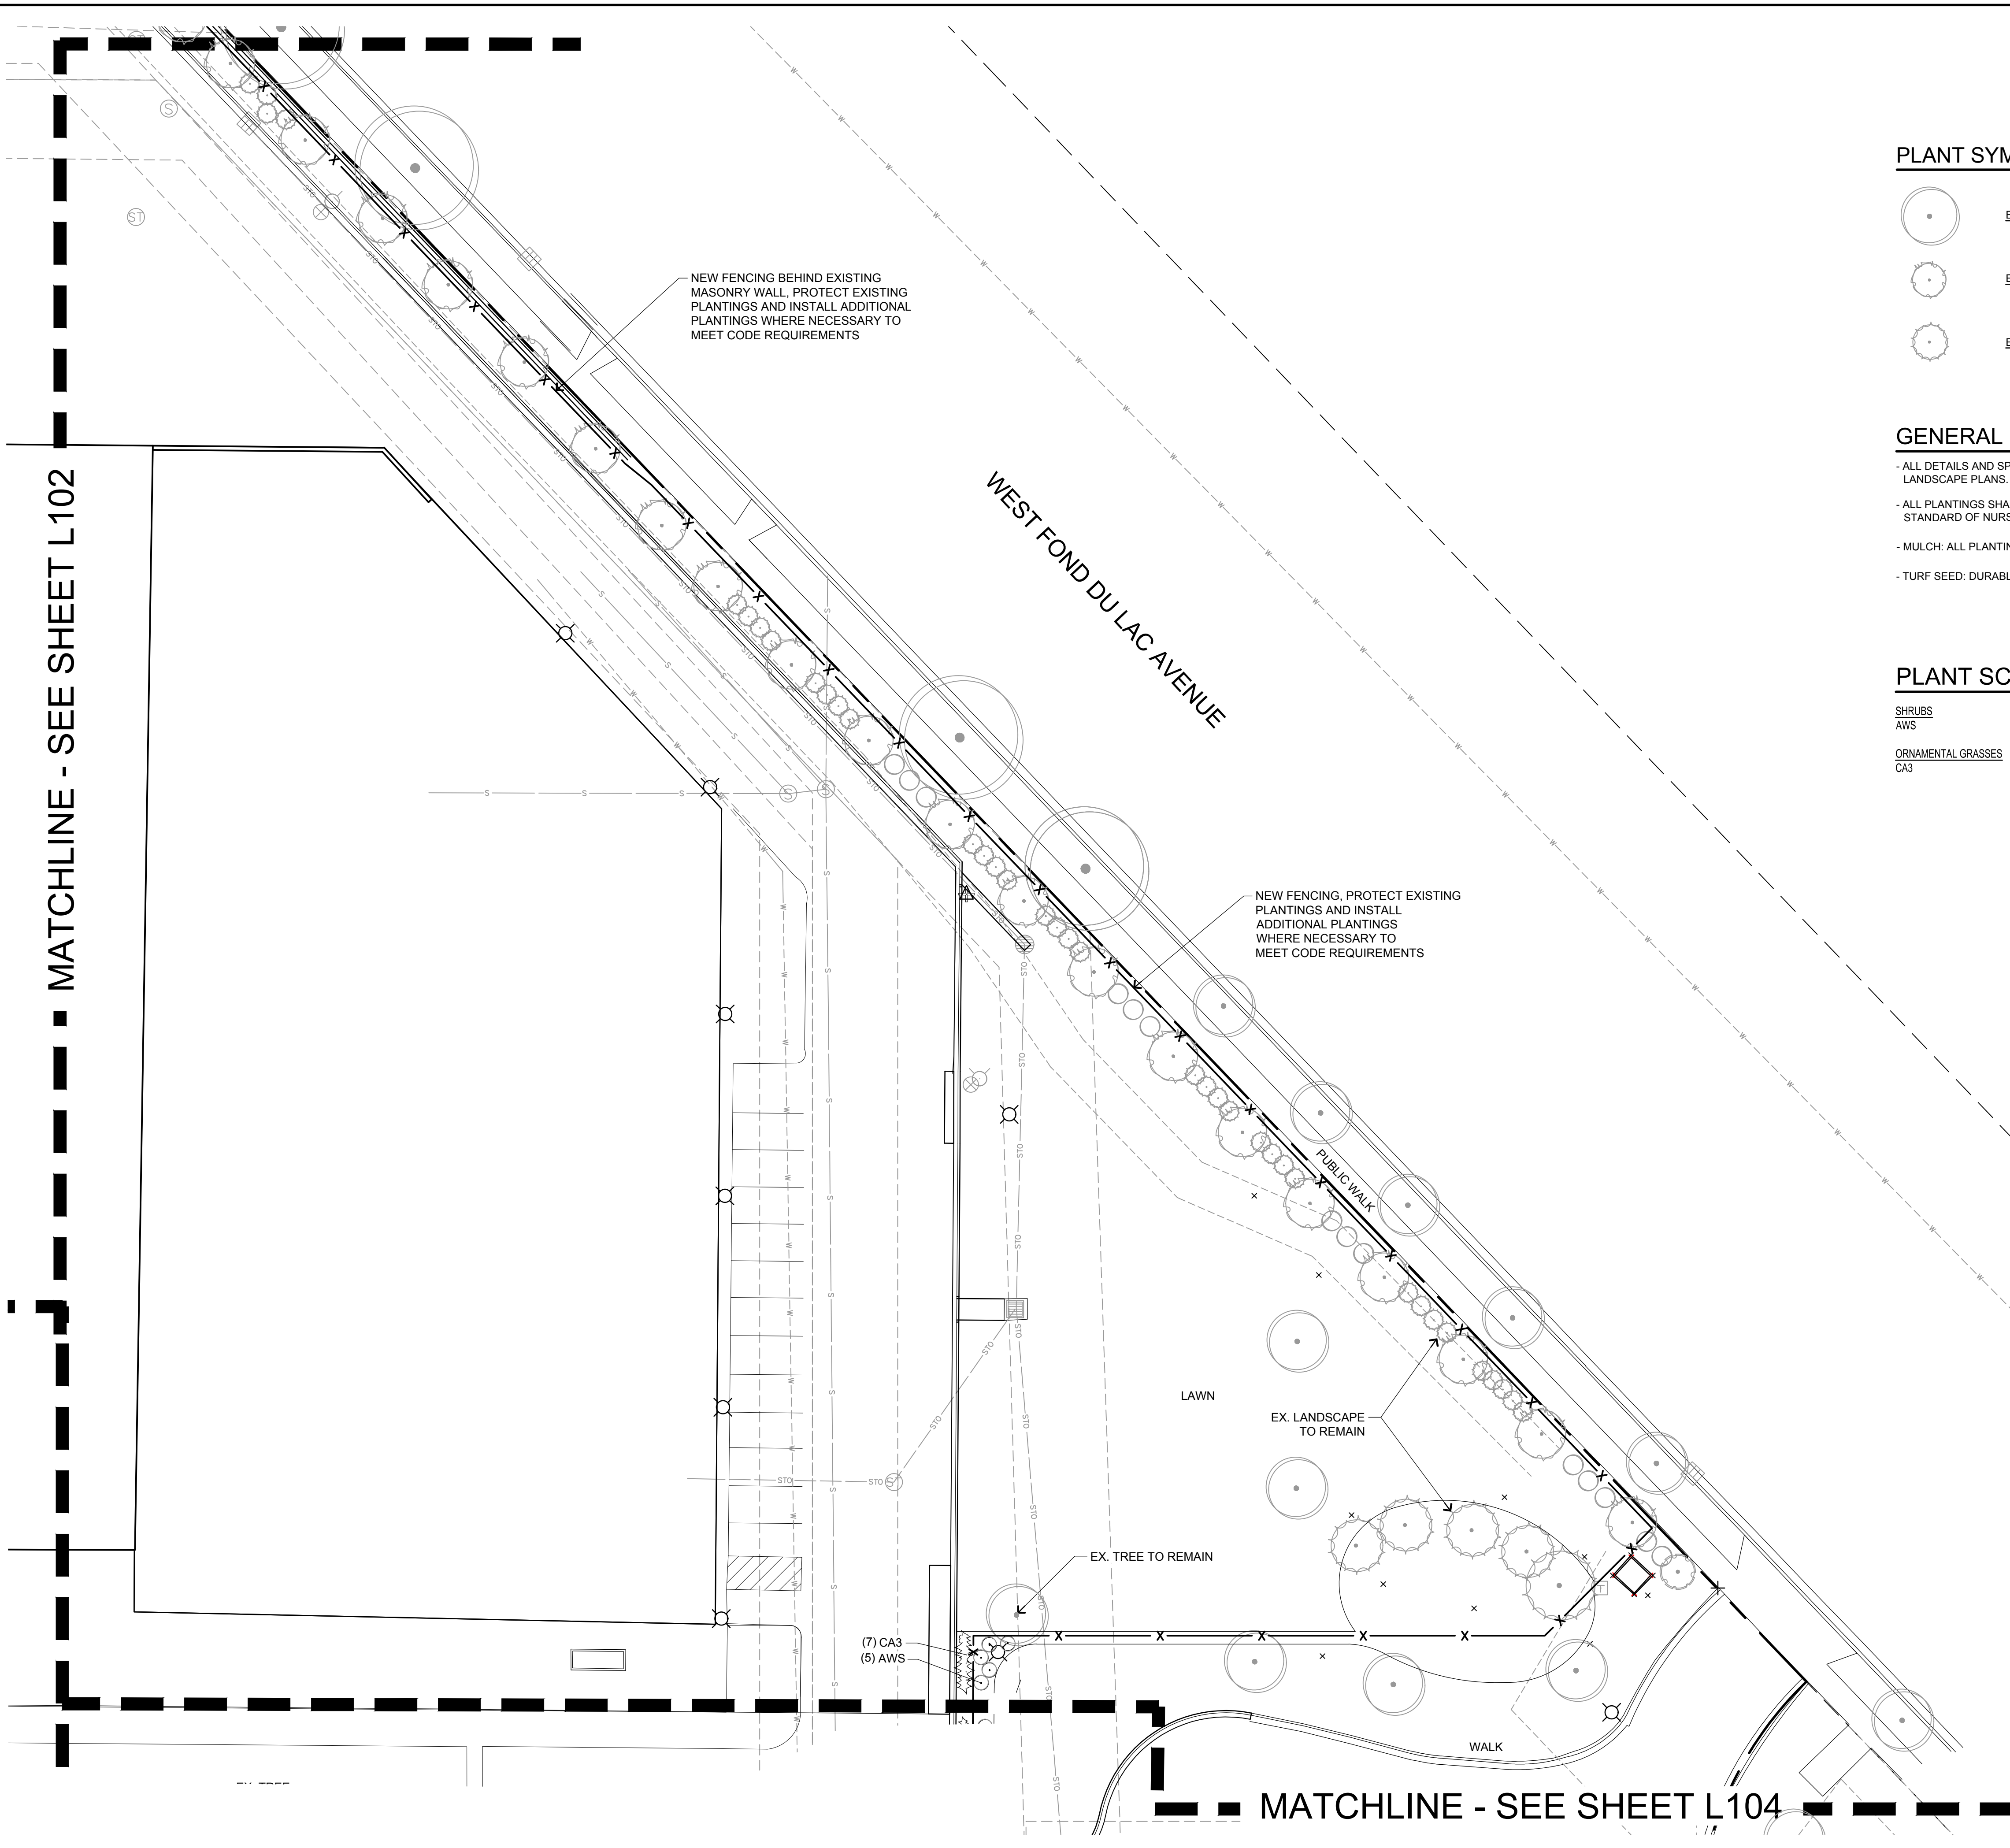 NEW FENCING BEHIND EXISTING
MASONRY WALL, PROTECT EXISTING
PLANTINGS AND INSTALL ADDITIONAL
PLANTINGS WHERE NECESSARY TO
MEET CODE REQUIREMENTS
WEST FOND DU LAC AVENUE
MATCHLINE - SEE SHEET L102
NEW FENCING, PROTECT EXISTING
PLANTINGS AND INSTALL
ADDITIONAL PLANTINGS
WHERE NECESSARY TO
MEET CODE REQUIREMENTS
PUBLIC WALK
LAWN
EX. LANDSCAPE
TO REMAIN
EX. TREE TO REMAIN
(7) CA3
(5) AWS
WALK
MATCHLINE - SEE SHEET L104
PLANT SYM
GENERAL
- ALL DETAILS AND SP
LANDSCAPE PLANS.
- ALL PLANTINGS SHA
STANDARD OF NURS
- MULCH: ALL PLANTIN
- TURF SEED: DURABL
PLANT SC
SHRUBS
AWS
ORNAMENTAL GRASSES
CA3